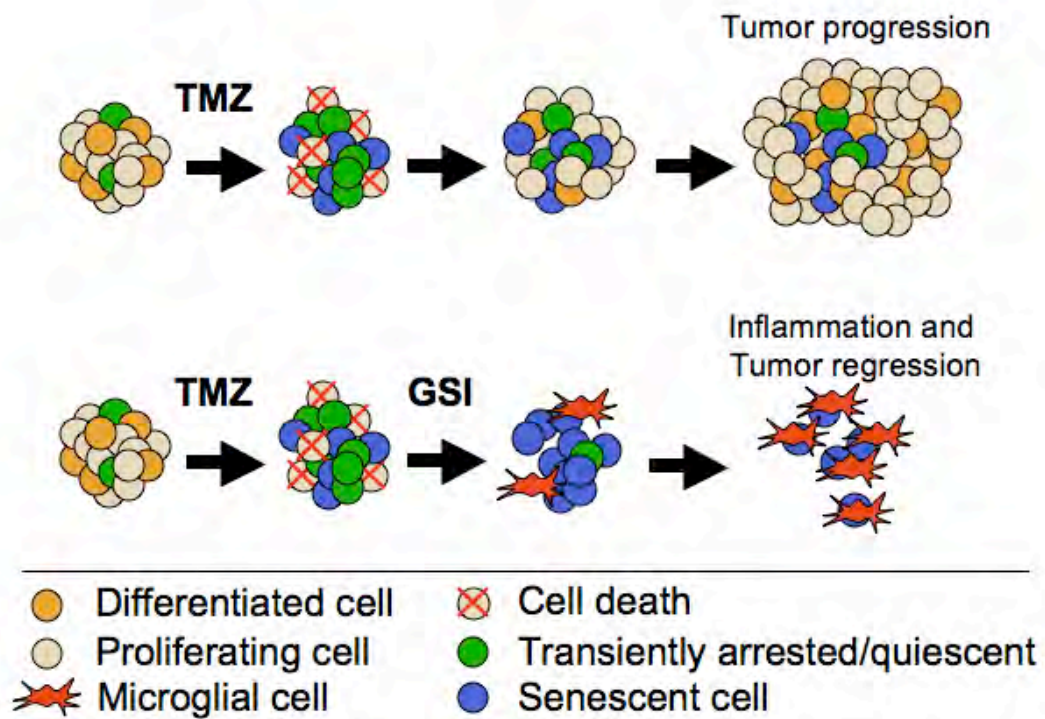 Tumor progression
TMZ
Inflammation and
Tumor regression
TMZ
GSI
Differentiated cell
Cell death
Proliferating cell
Transiently arrested/quiescent
Microglial cell
Senescent cell